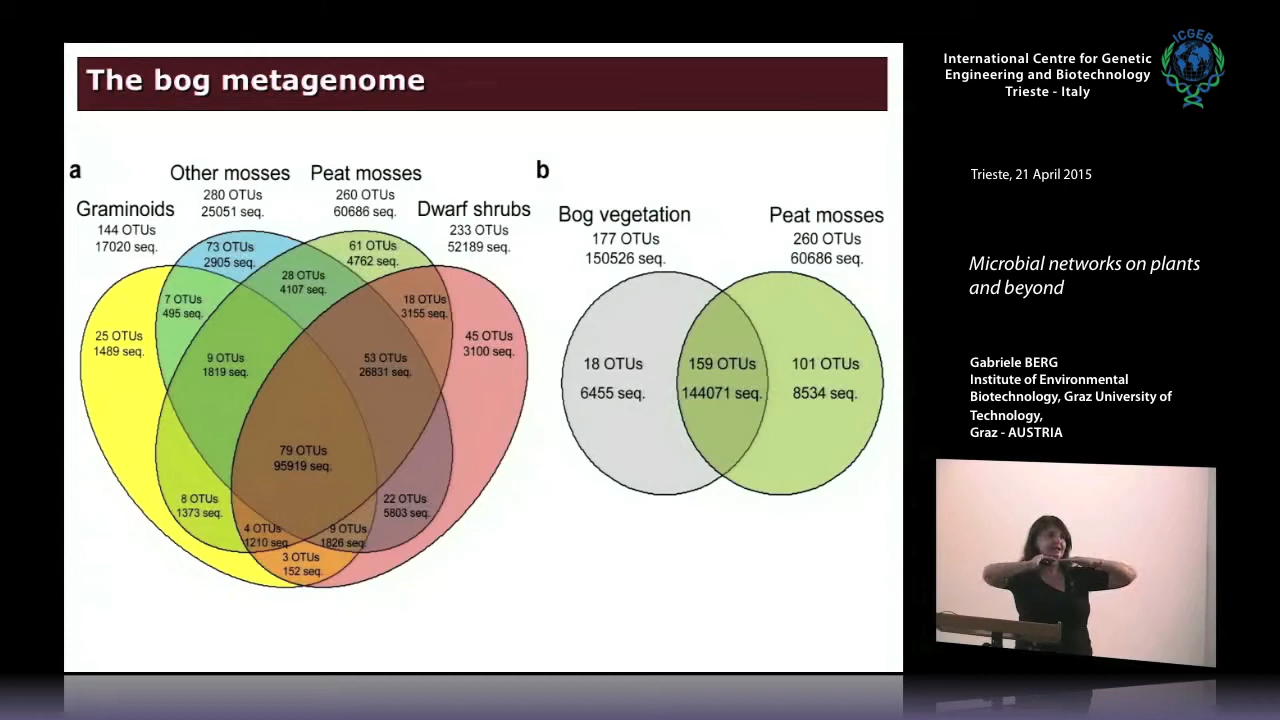 The bog metagenome
a
Other mosses
280 OTUs
25051 seq.
Peat mosses
260 OTUs
60686 seq.
Graminoids
144 OTUs
17020 seq.
Dwarf shrubs
233 OTUs
52189 seq.
73 OTUs
2905 seq.
61 OTUs
4762 seq.
28 OTUs
4107 seq.
7 OTUs
495 seq.
18 OTUs
3155 seq.
25 OTUs
1489 seq.
45 OTUs
3100 seq.
9 OTUs
1819 seq.
53 OTUs
26831 seq.
79 OTUs
95919 seq.
8 OTUs
1373 seq.
22 OTUs
5803 seq.
4 OTUs
1210 seq.
9 OTUs
1826 seq.
3 OTUs
152 seq.
b
Bog vegetation
177 OTUs
150526 seq.
Peat mosses
260 OTUs
60686 seq.
18 OTUs
6455 seq.
159 OTUs
144071 seq.
101 OTUs
8534 seq.
International Centre for Genetic
Engineering and Biotechnology
Trieste - Italy
ICGEB
Trieste, 21 April 2015
Microbial networks on plants
and beyond
Gabriele BERG
Institute of Environmental
Biotechnology, Graz University of
Technology,
Graz - AUSTRIA